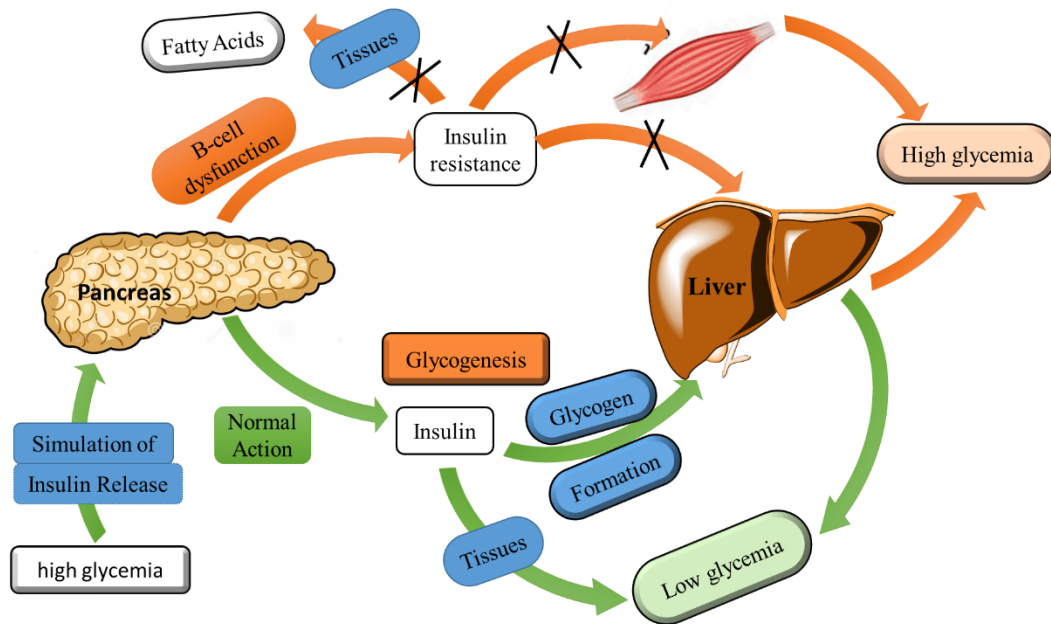 Fatty Acids
Tissues
B-cell
dysfunction
Insulin
resistance
High glycemia
Pancreas
Liver
Glycogenesis
Normal
Action
Insulin
Glycogen
Formation
Simulation of
Insulin Release
Tissues
high glycemia
Low glycemia